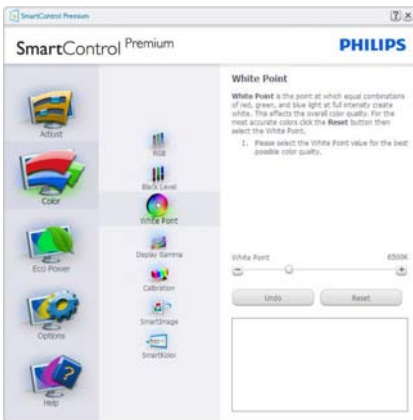 SmartControl Premium
SmartControl Premium
PHILIPS
Adjust
Color
Eco Power
Options
Help
RGB
Black Level
White Point
Display Gamma
Calibration
SmartImage
SmartKolor
White Point
White Point is the point at which equal combinations
of red, green, and blue light at full intensity create
white. This effects the overall color quality. For the
most accurate colors click the Reset button then
select the White Point.
1. Please select the White Point value for the best
possible color quality.
White Point 6500K
Undo Reset